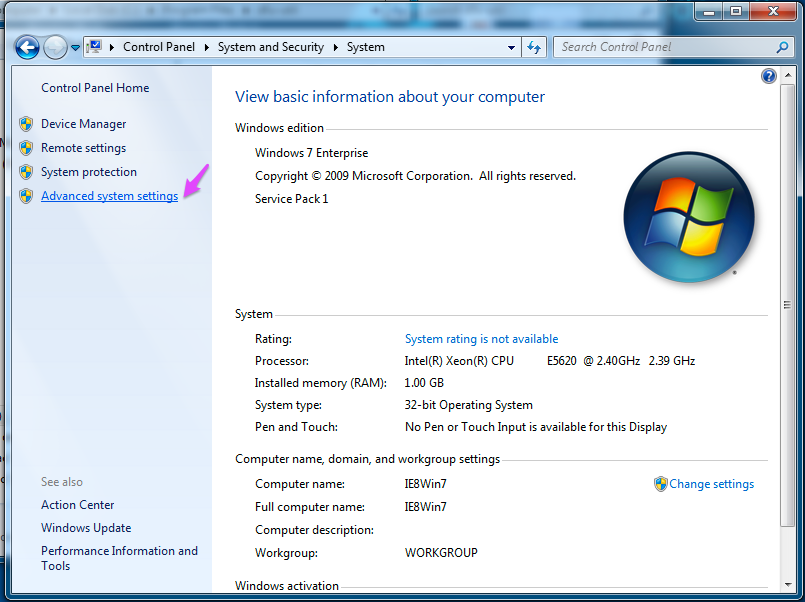 Control Panel
System and Security
System
Search Control Panel
Control Panel Home
Device Manager
Remote settings
System protection
Advanced system settings
See also
Action Center
Windows Update
Performance Information and
Tools
View basic information about your computer
Windows edition
Windows 7 Enterprise
Copyright © 2009 Microsoft Corporation. All rights reserved.
Service Pack 1
System
Rating: System rating is not available
Processor: Intel(R) Xeon(R) CPU E5620 @ 2.40GHz 2.39 GHz
Installed memory (RAM): 1.00 GB
System type: 32-bit Operating System
Pen and Touch: No Pen or Touch Input is available for this Display
Computer name, domain, and workgroup settings
Computer name: IE8Win7 Change settings
Full computer name: IE8Win7
Computer description:
Workgroup: WORKGROUP
Windows activation